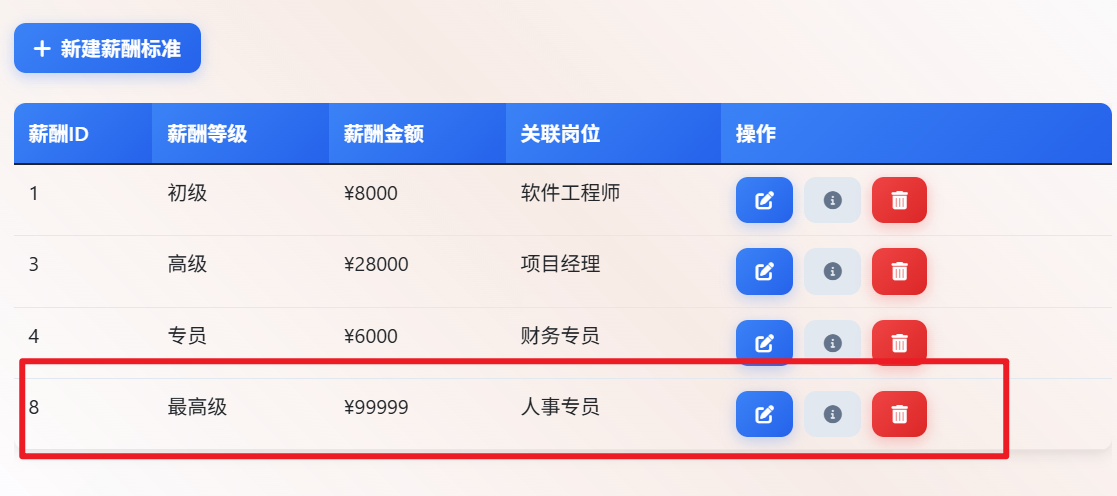 新建薪酬标准
薪酬ID 薪酬等级 薪酬金额 关联岗位 操作
1 初级 ¥8000 软件工程师
3 高级 ¥28000 项目经理
4 专员 ¥6000 财务专员
8 最高级 ¥99999 人事专员